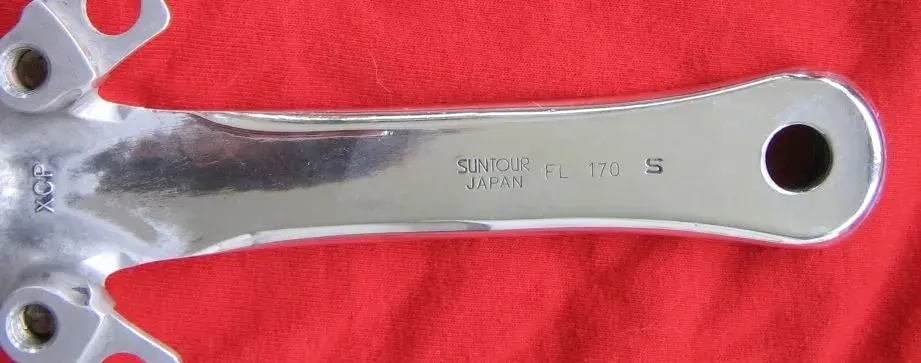 XCP
SUNTOUR FL 170 S
JAPAN